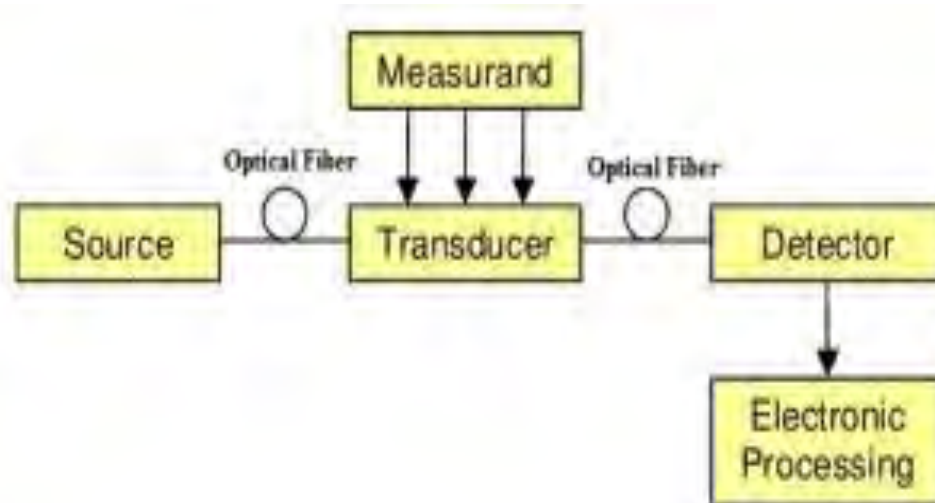 Measurand
Optical Fiber
Optical Fiber
Source
Transducer
Detector
Electronic
Processing